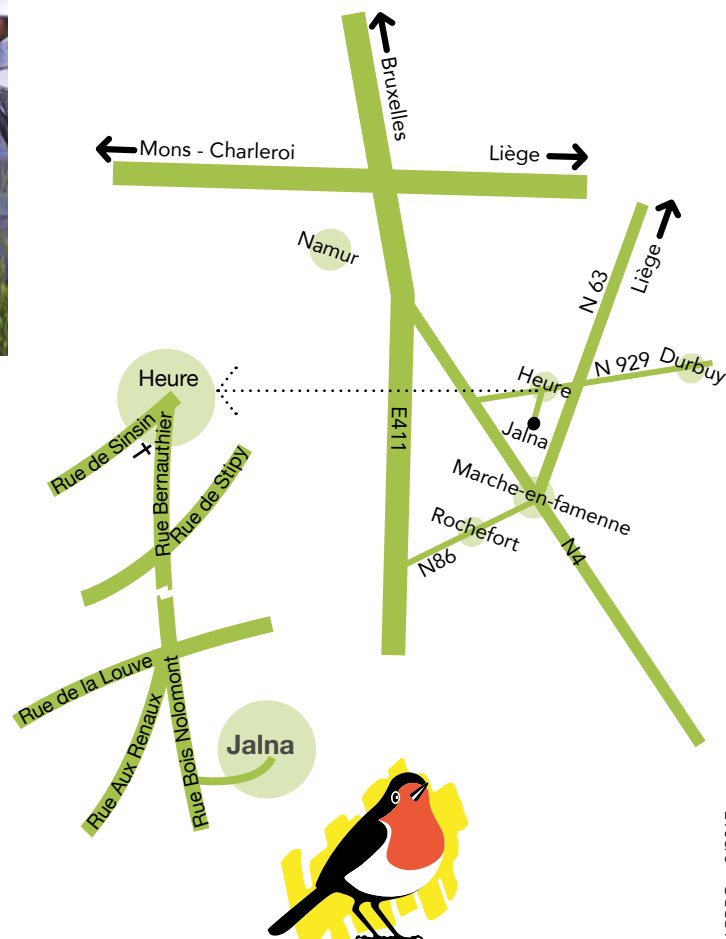 Bruxelles
Mons - Charleroi
Liège
Namur
Liège
N 63
N 929
Durbuy
Heure
Jalna
E411
Marche-en-famenne
Rochefort
N86
N4
Heure
Rue de Sinsin
Rue Bernauthier
Rue de Stipy
Rue de la Louve
Rue Aux Renaux
Rue Bois Nolomont
Jalna